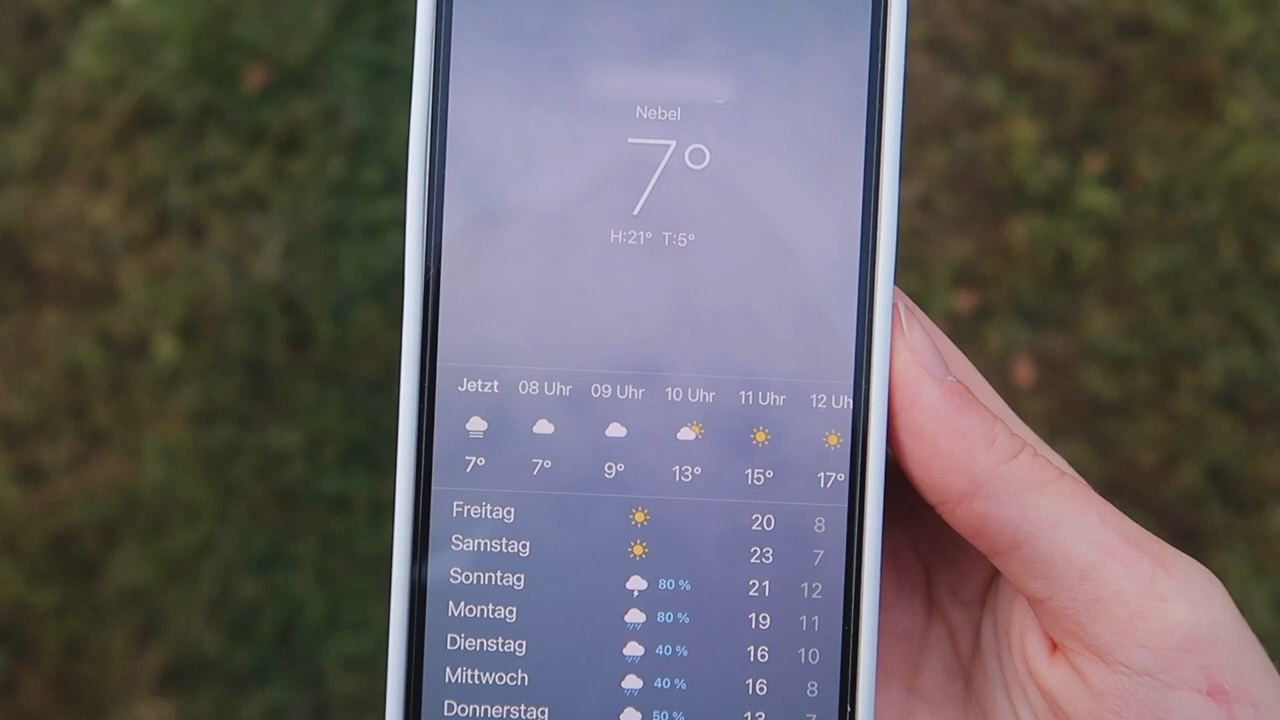 Nebel
7°
H:21° T:5°
Jetzt 08 Uhr 09 Uhr 10 Uhr 11 Uhr 12 Uh
7° 7° 9° 13° 15° 17°
Freitag 20 8
Samstag 23 7
Sonntag 80 % 21 12
Montag 80 % 19 11
Dienstag 40 % 16 10
Mittwoch 40 % 16 8
Donnerstag 50 % 13 7